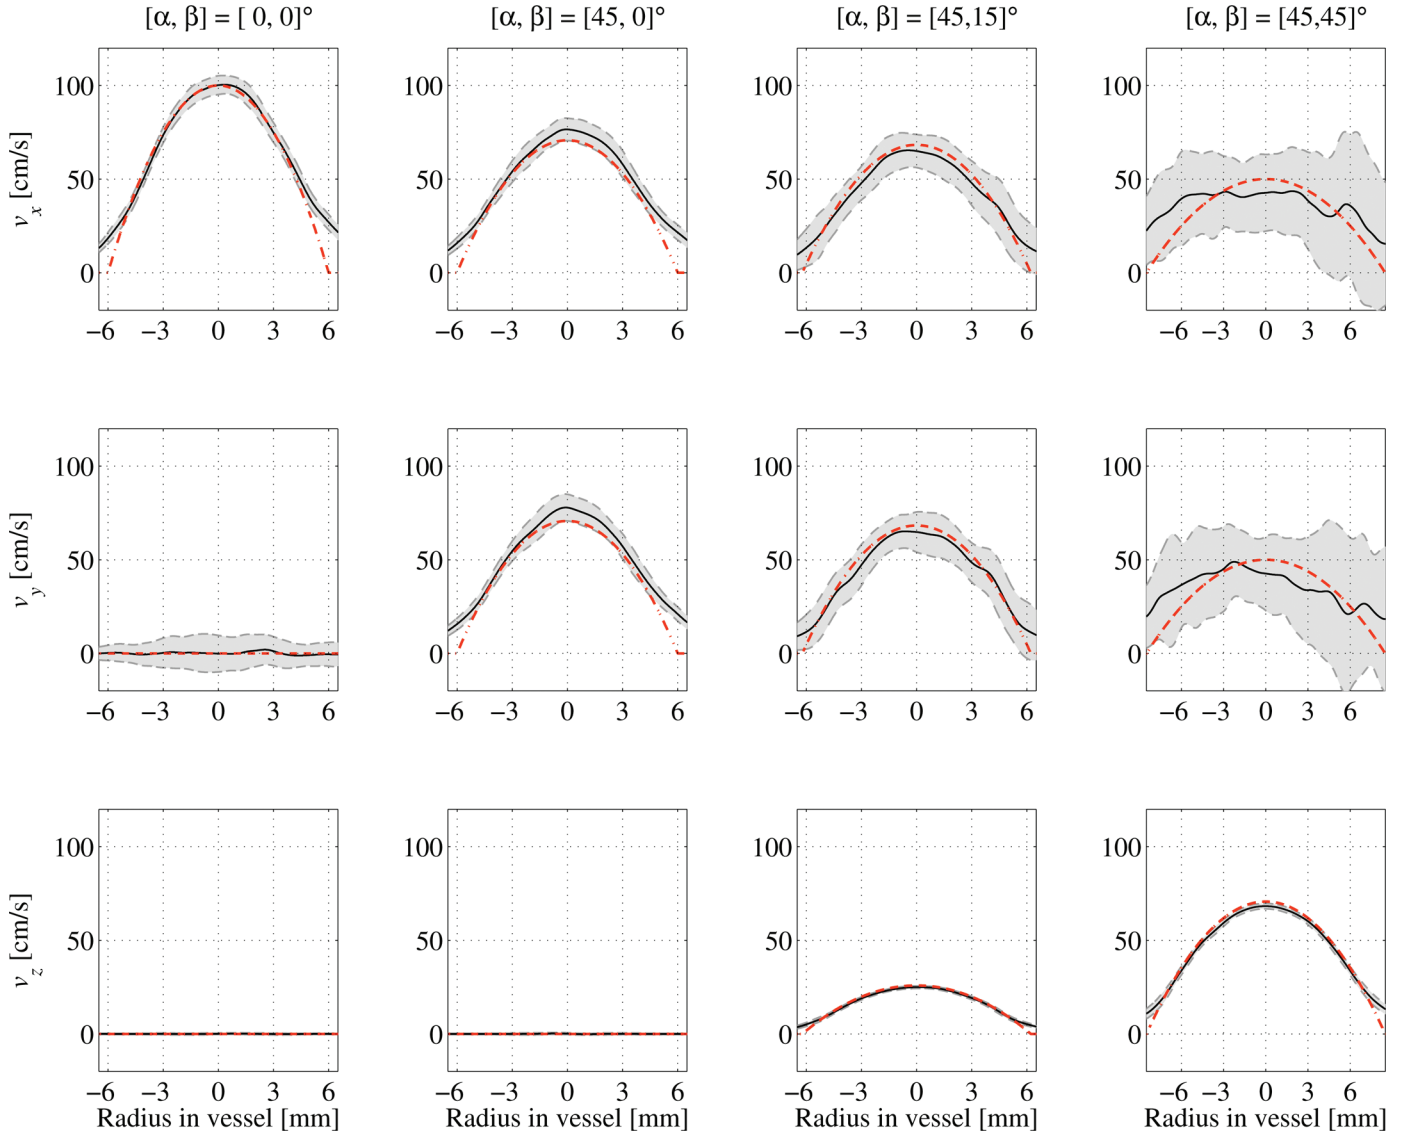 [α, β] = [ 0, 0]° [α, β] = [45, 0]° [α, β] = [45,15]° [α, β] = [45,45]°
v_x [cm/s]
100 100 100 100
50 50 50 50
0 0 0 0
−6 −3 0 3 6 −6 −3 0 3 6 −6 −3 0 3 6 −6 −3 0 3 6
v_y [cm/s]
100 100 100 100
50 50 50 50
0 0 0 0
−6 −3 0 3 6 −6 −3 0 3 6 −6 −3 0 3 6 −6 −3 0 3 6
v_z [cm/s]
100 100 100 100
50 50 50 50
0 0 0 0
−6 −3 0 3 6 −6 −3 0 3 6 −6 −3 0 3 6 −6 −3 0 3 6
Radius in vessel [mm] Radius in vessel [mm] Radius in vessel [mm] Radius in vessel [mm]